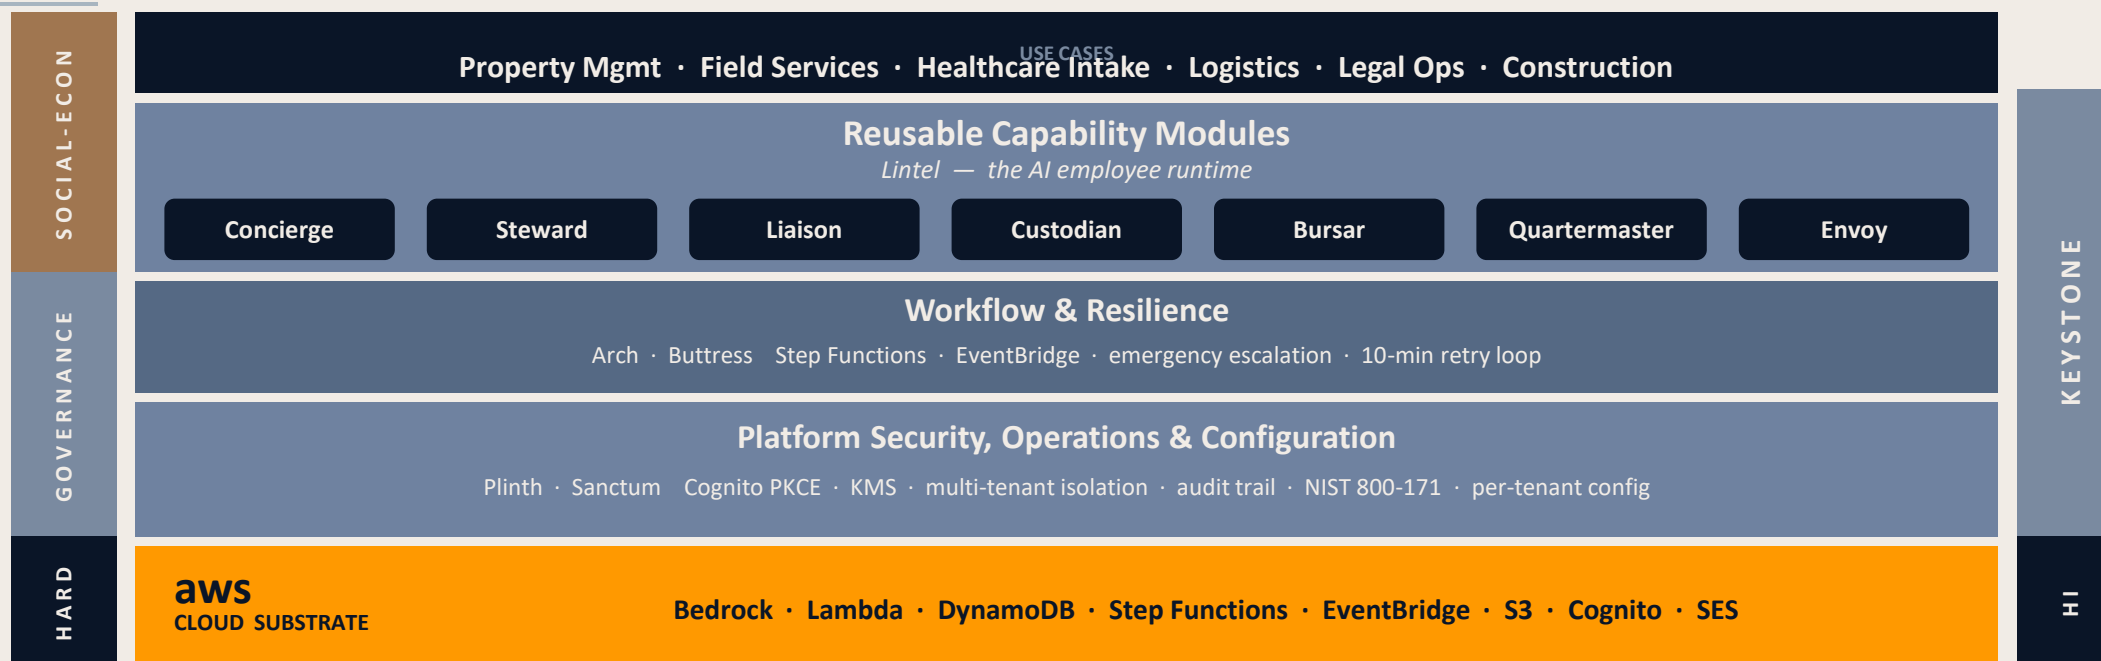 SOCIAL-ECON
GOVERNANCE
HARD
USE CASES
Property Mgmt · Field Services · Healthcare Intake · Logistics · Legal Ops · Construction
Reusable Capability Modules
Lintel — the AI employee runtime
Concierge
Steward
Liaison
Custodian
Bursar
Quartermaster
Envoy
Workflow & Resilience
Arch · Buttress Step Functions · EventBridge · emergency escalation · 10-min retry loop
Platform Security, Operations & Configuration
Plinth · Sanctum Cognito PKCE · KMS · multi-tenant isolation · audit trail · NIST 800-171 · per-tenant config
aws
CLOUD SUBSTRATE
Bedrock · Lambda · DynamoDB · Step Functions · EventBridge · S3 · Cognito · SES
KEYSTONE
HI